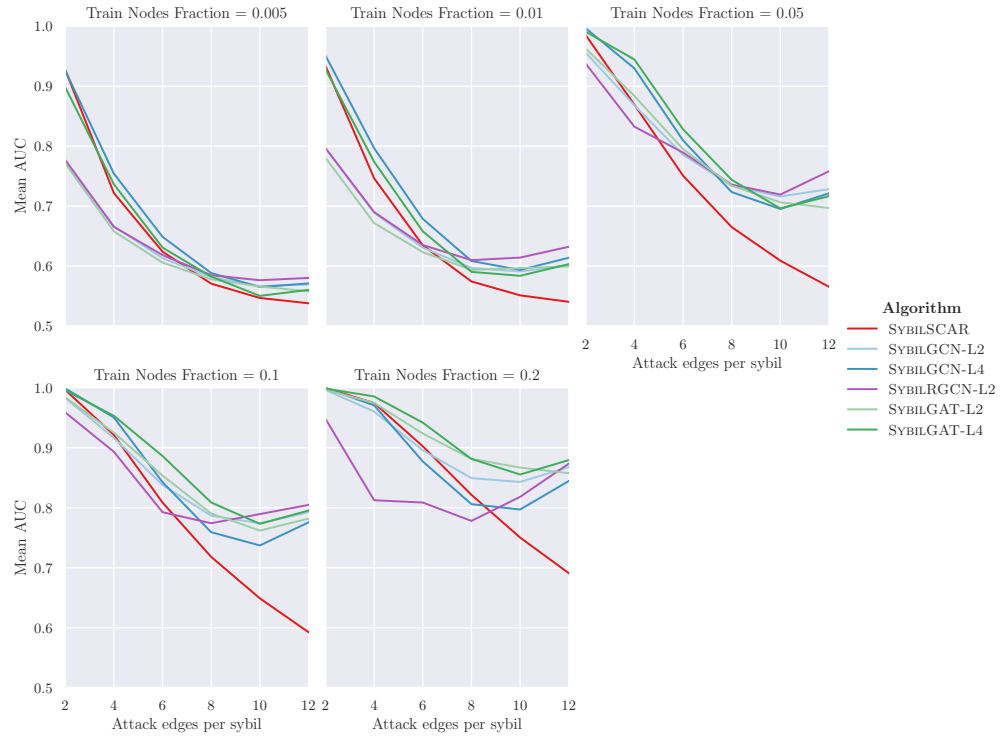 Train Nodes Fraction = 0.005
Train Nodes Fraction = 0.01
Train Nodes Fraction = 0.05
1.0
0.9
0.8
0.7
0.6
0.5
Mean AUC
2
4
6
8
10
12
Attack edges per sybil
Algorithm
SYBILSCAR
SYBILGCN-L2
SYBILGCN-L4
SYBILRGCN-L2
SYBILGAT-L2
SYBILGAT-L4
Train Nodes Fraction = 0.1
Train Nodes Fraction = 0.2
1.0
0.9
0.8
0.7
0.6
0.5
Mean AUC
2
4
6
8
10
12
Attack edges per sybil
2
4
6
8
10
12
Attack edges per sybil